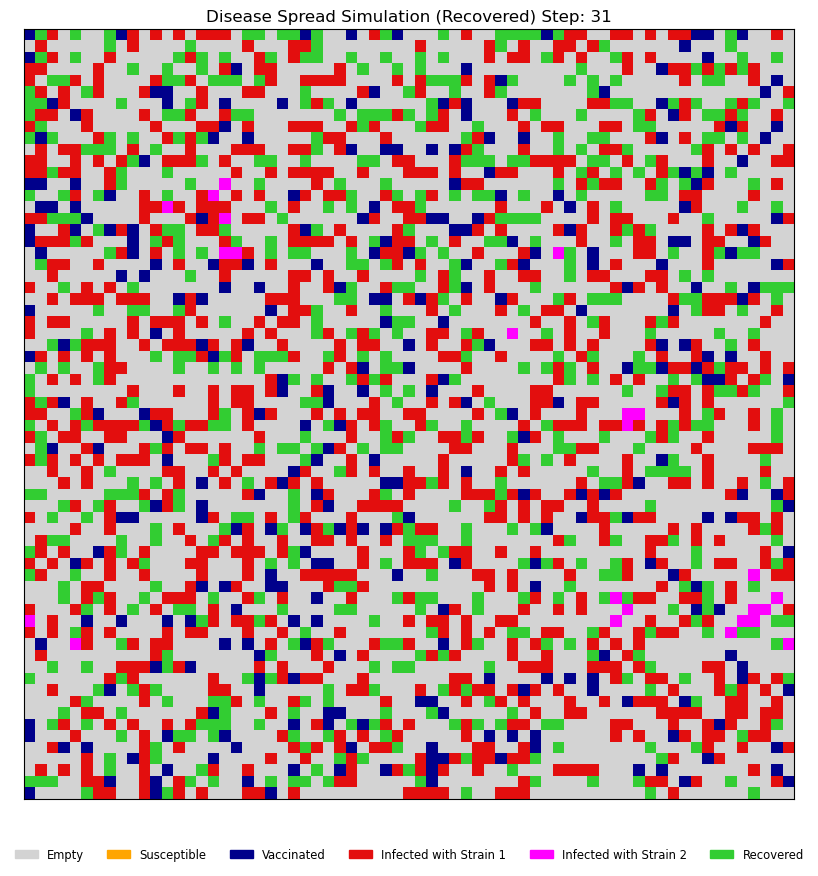 Disease Spread Simulation (Recovered) Step: 31
Empty Susceptible Vaccinated Infected with Strain 1 Infected with Strain 2 Recovered